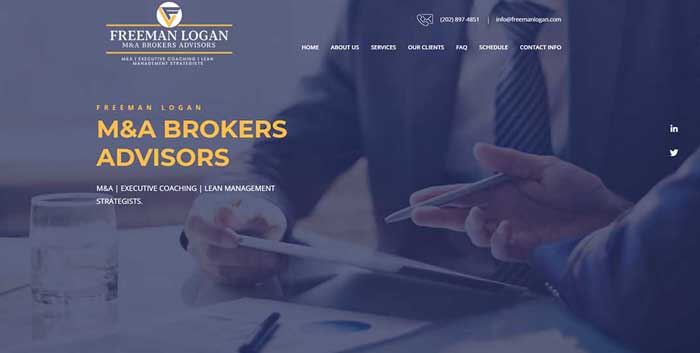 FREEMAN LOGAN
M&A BROKERS ADVISORS
M&A | EXECUTIVE COACHING | LEAN
MANAGEMENT STRATEGISTS
(202) 897-4851 | info@freemanlogan.com
HOME ABOUT US SERVICES OUR CLIENTS FAQ SCHEDULE CONTACT INFO
FREEMAN LOGAN
M&A BROKERS
ADVISORS
M&A | EXECUTIVE COACHING | LEAN MANAGEMENT
STRATEGISTS.
in